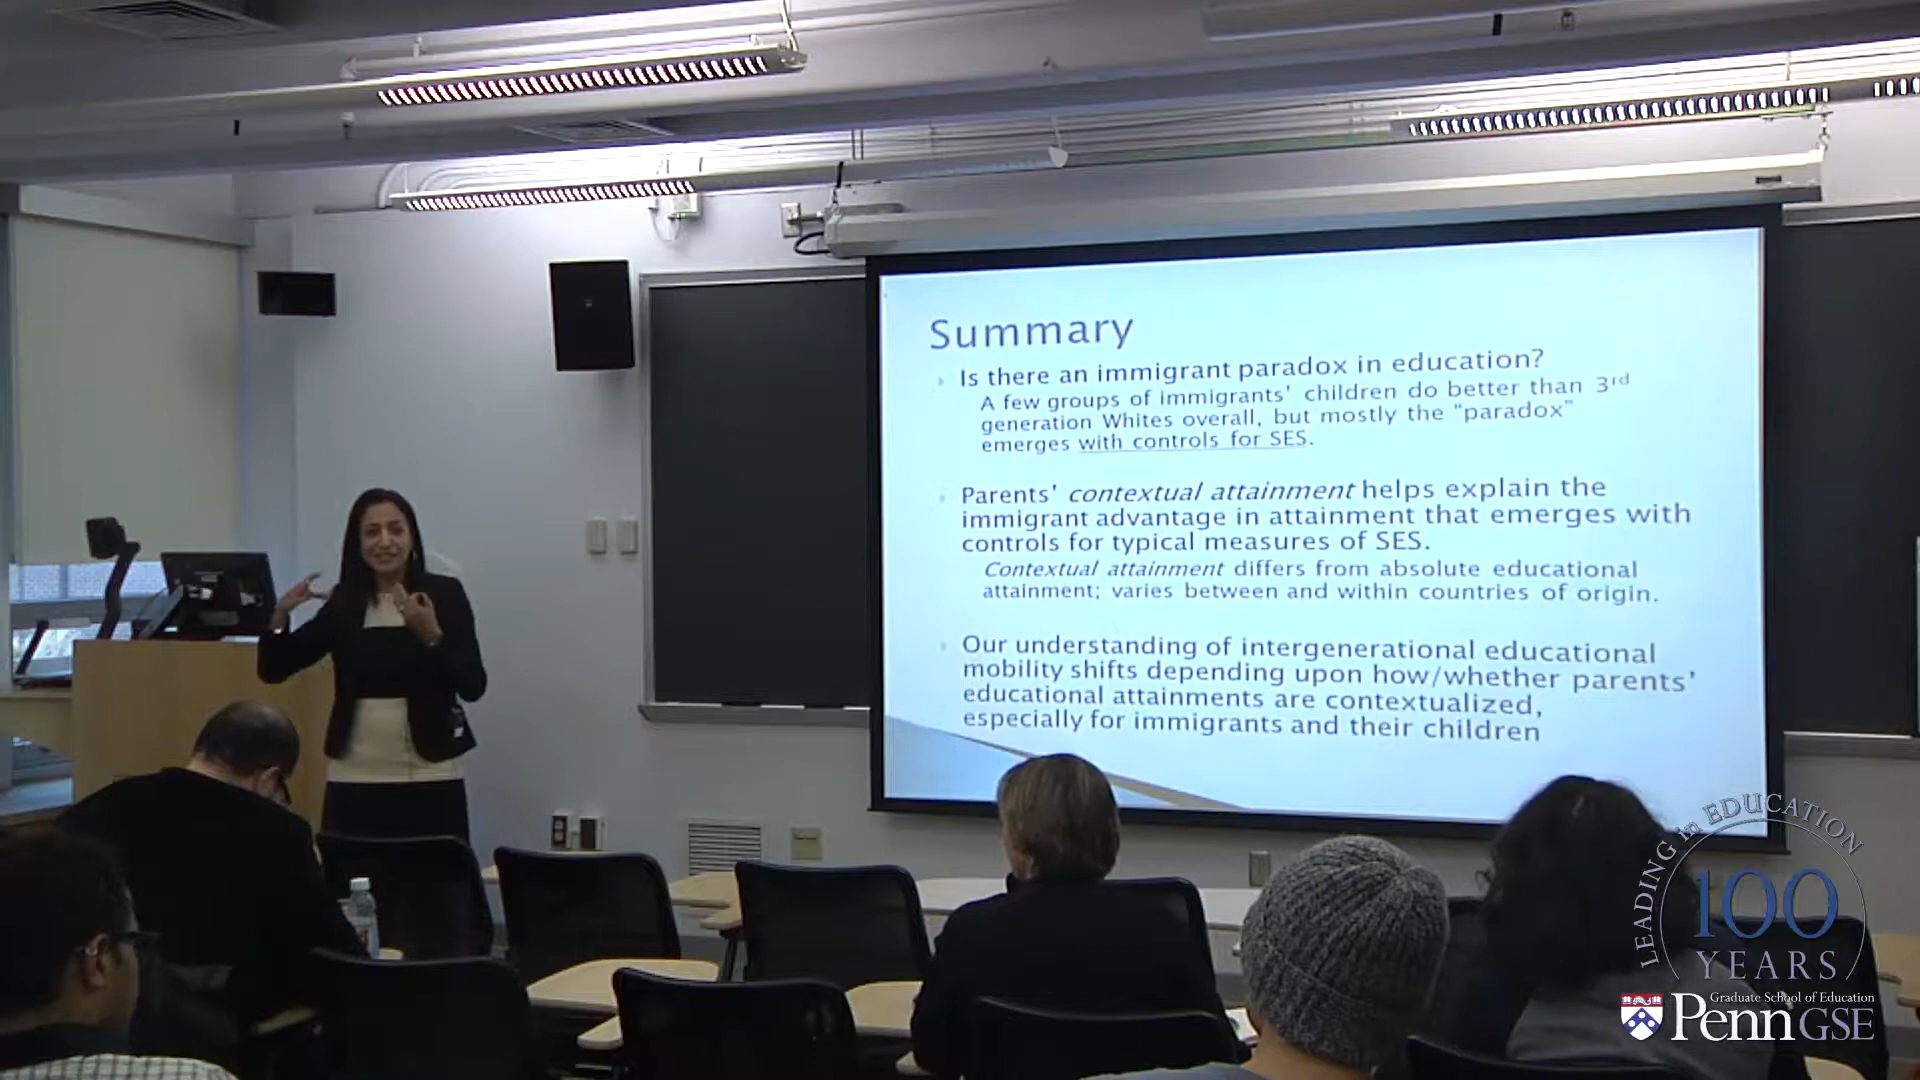 Summary
Is there an immigrant paradox in education?
A few groups of immigrants' children do better than 3rd
generation Whites overall, but mostly the "paradox"
emerges with controls for SES.
Parents' contextual attainment helps explain the
immigrant advantage in attainment that emerges with
controls for typical measures of SES.
Contextual attainment differs from absolute educational
attainment; varies between and within countries of origin.
Our understanding of intergenerational educational
mobility shifts depending upon how/whether parents'
educational attainments are contextualized,
especially for immigrants and their children
LEADING in EDUCATION
100
YEARS
Graduate School of Education
PennGSE